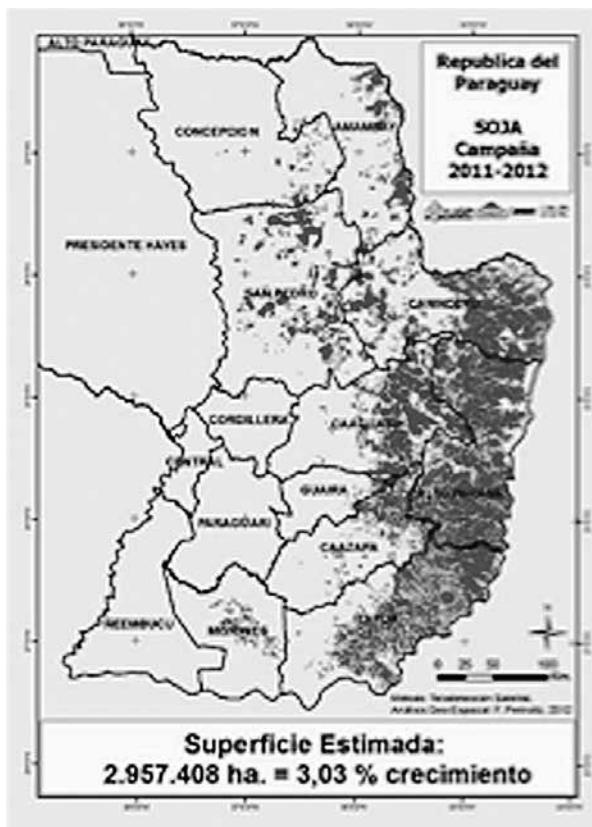 Republica del
Paraguay
SOJA
Campaña
2011-2012
ALTO PARAGUAY
CONCEPCION
AMAMBAY
PRESIDENTE HAYES
SAN PEDRO
CANINDEYU
CORDILLERA
CAAGUAZU
CENTRAL
GUAIRA
ALTO PARANA
PARAGUARI
CAAZAPA
ÑEEMBUCU
MISIONES
ITAPUA
0 25 50 100
Superficie Estimada:
2.957.408 ha. = 3,03 % crecimiento